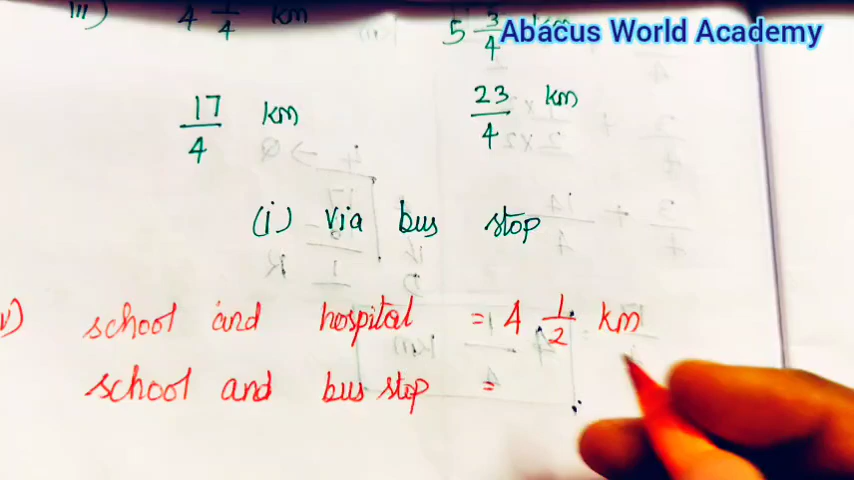 iii) 4 1/4 km 5 3/4 km
Abacus World Academy
17/4 km 23/4 km
(i) via bus stop
v) school and hospital = 4 1/2 km
school and bus stop =